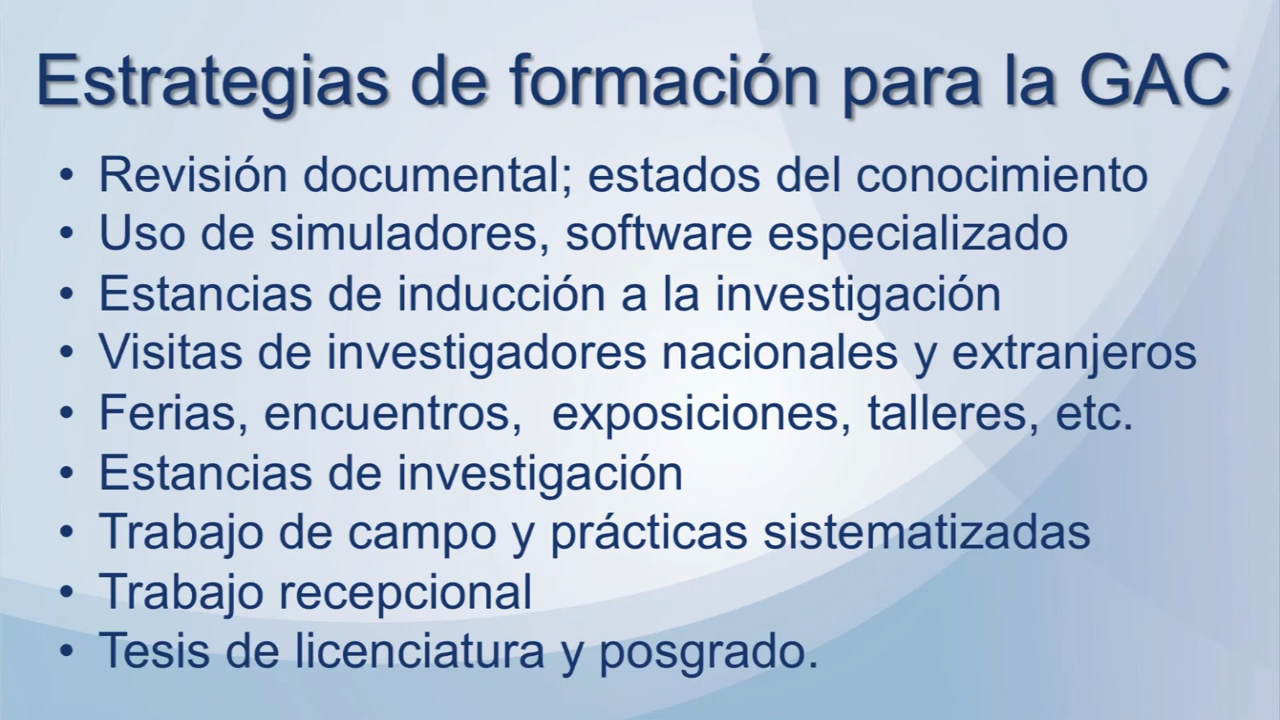 Estrategias de formación para la GAC
• Revisión documental; estados del conocimiento
• Uso de simuladores, software especializado
• Estancias de inducción a la investigación
• Visitas de investigadores nacionales y extranjeros
• Ferias, encuentros,  exposiciones, talleres, etc.
• Estancias de investigación
• Trabajo de campo y prácticas sistematizadas
• Trabajo recepcional
• Tesis de licenciatura y posgrado.